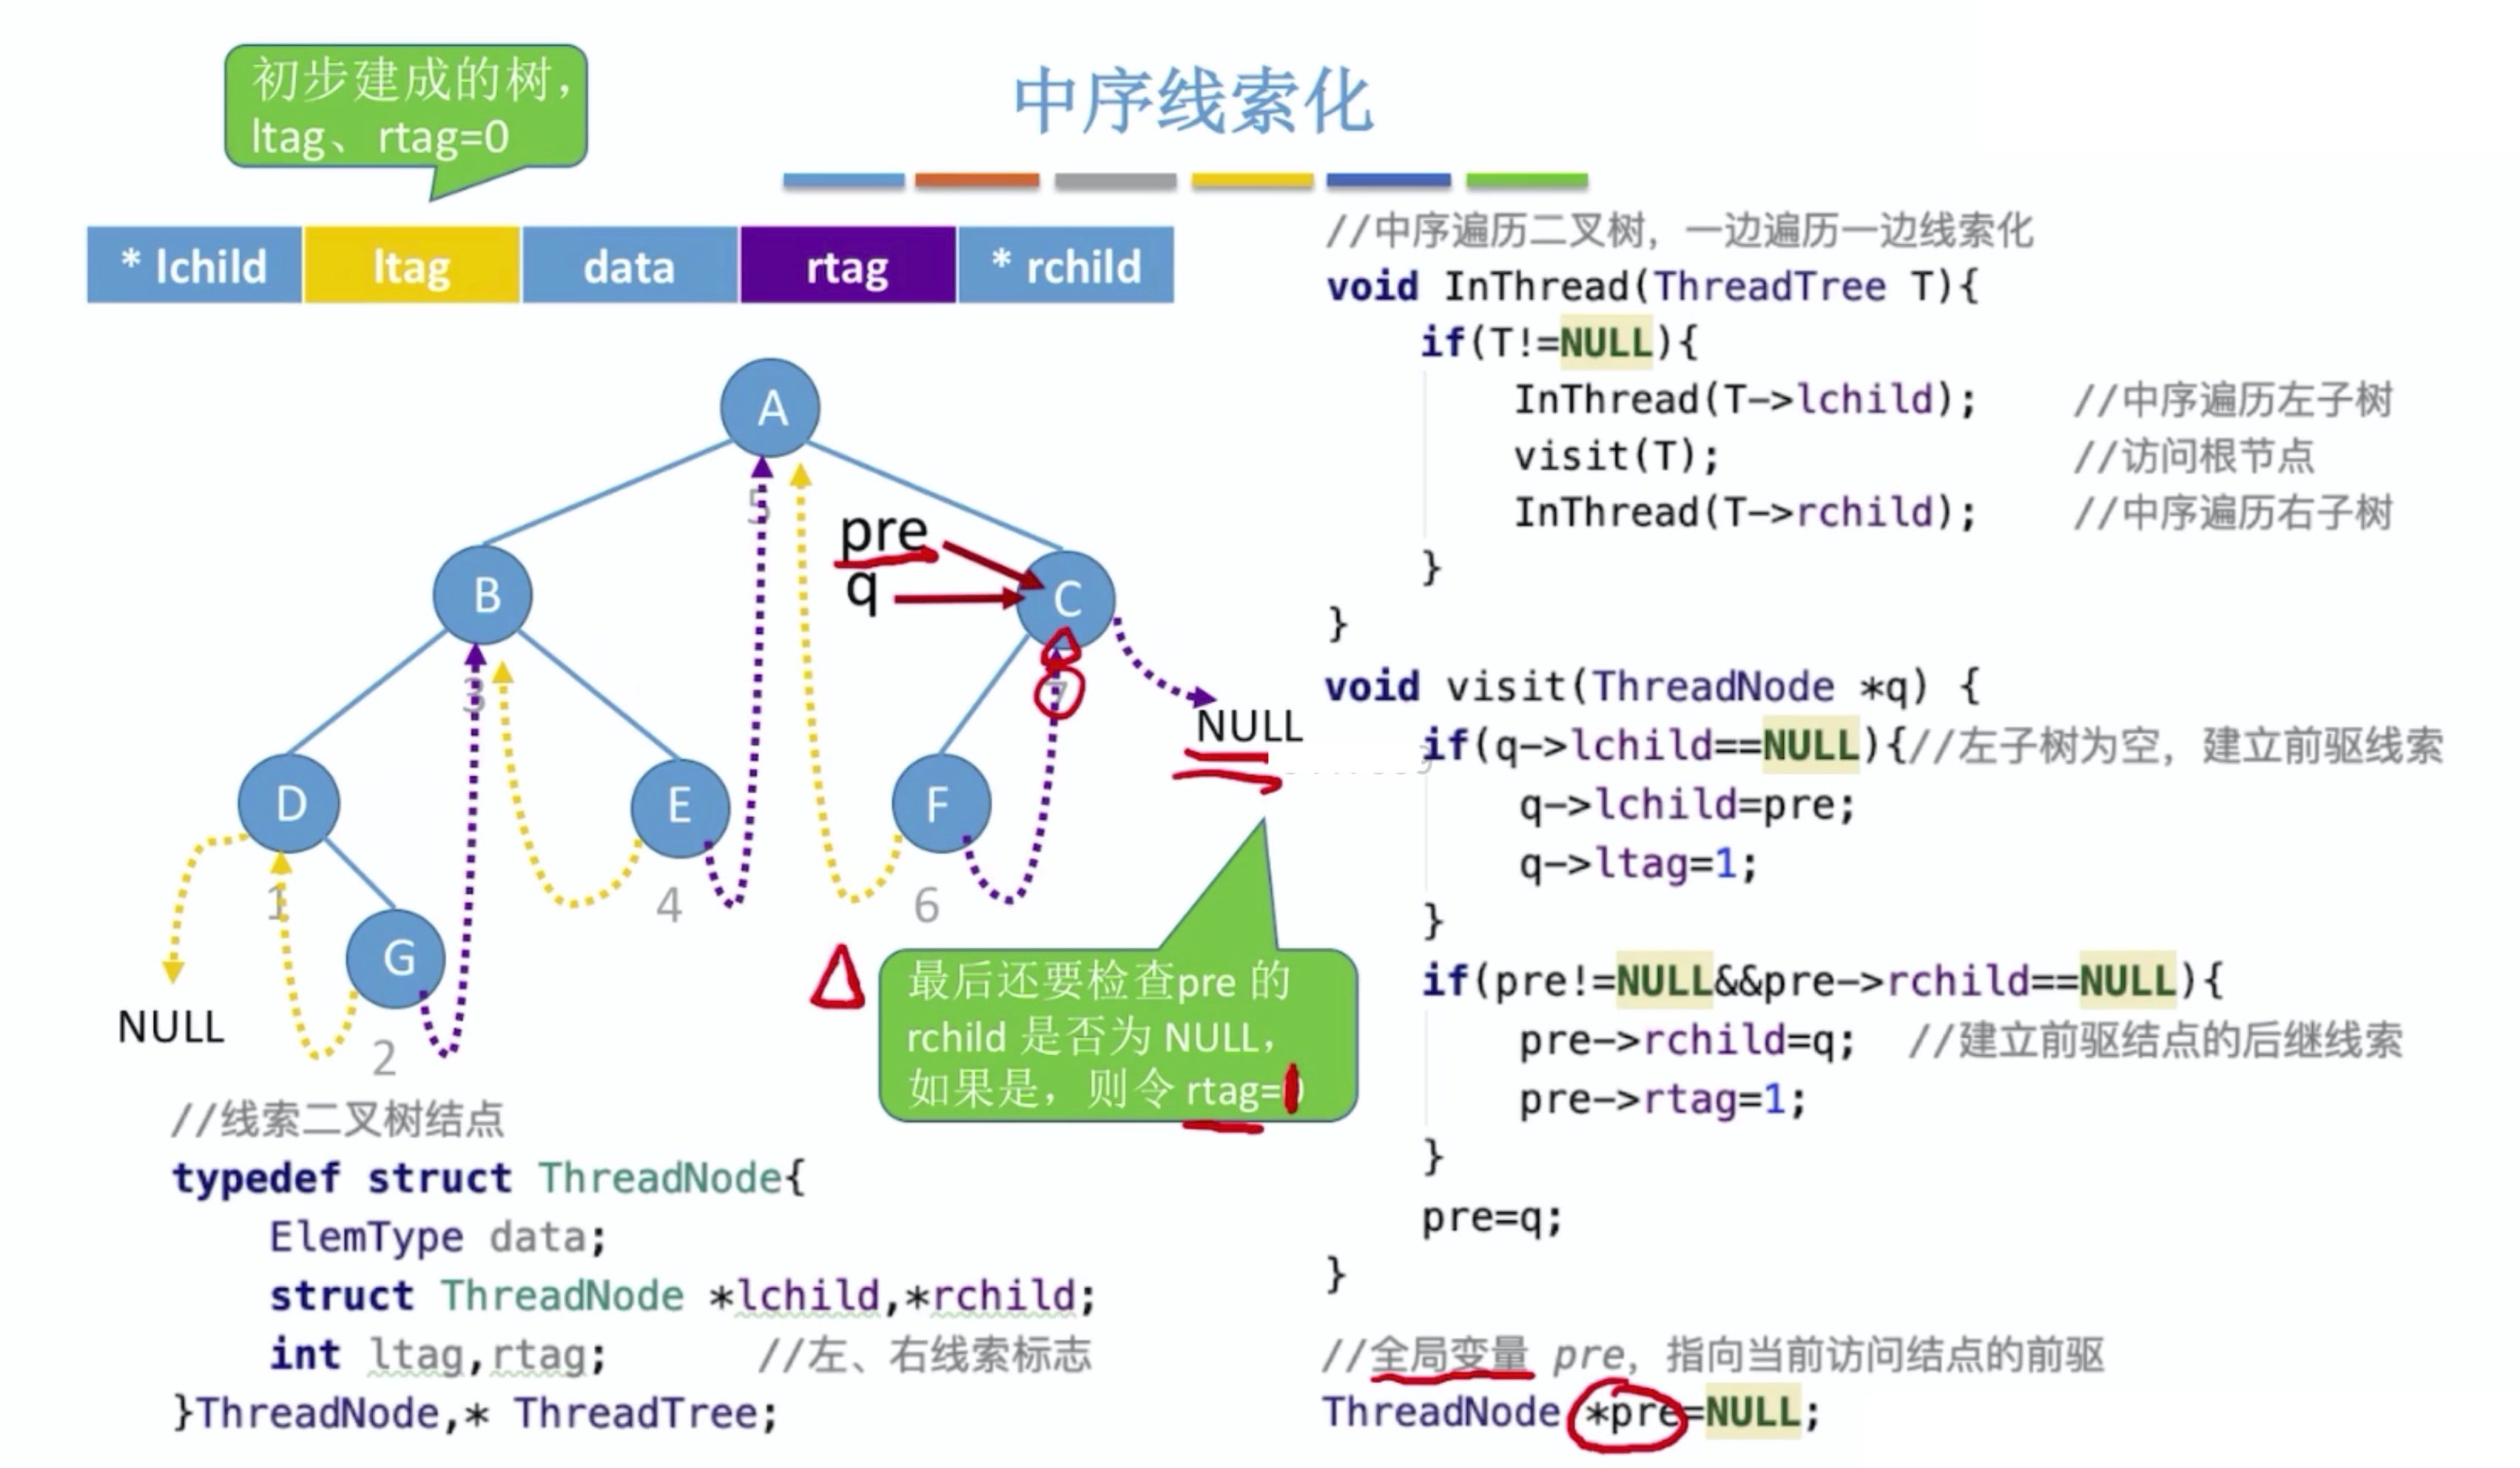 初步建成的树，
ltag、rtag=0
中序线索化
* lchild ltag data rtag * rchild
A
5
pre
q
B
C
3
7
NULL
D
E
F
1
4
6
G
NULL
2
最后还要检查pre 的
rchild 是否为 NULL，
如果是，则令 rtag=
//线索二叉树结点
typedef struct ThreadNode{
ElemType data;
struct ThreadNode *lchild,*rchild;
int ltag,rtag; //左、右线索标志
}ThreadNode,* ThreadTree;
//中序遍历二叉树，一边遍历一边线索化
void InThread(ThreadTree T){
if(T!=NULL){
InThread(T->lchild); //中序遍历左子树
visit(T); //访问根节点
InThread(T->rchild); //中序遍历右子树
}
}
void visit(ThreadNode *q) {
if(q->lchild==NULL){//左子树为空，建立前驱线索
q->lchild=pre;
q->ltag=1;
}
if(pre!=NULL&&pre->rchild==NULL){
pre->rchild=q; //建立前驱结点的后继线索
pre->rtag=1;
}
pre=q;
}
//全局变量 pre，指向当前访问结点的前驱
ThreadNode *pre=NULL;